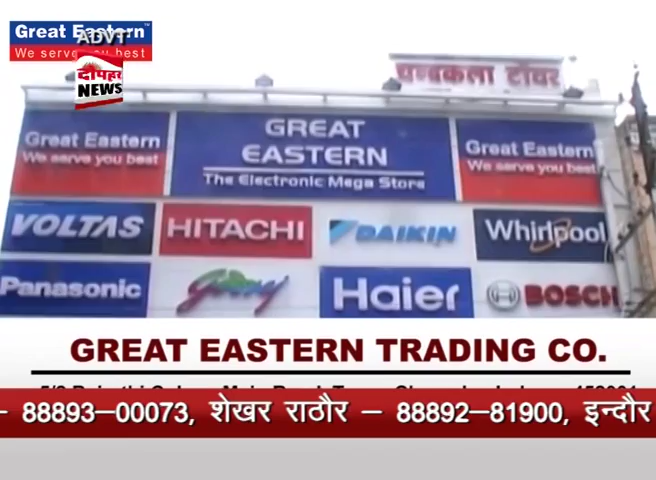 Great Eastern
We serve you best
ADVT
दोपहर
NEWS
चन्द्रकला टॉवर
Great Eastern
We serve you best
GREAT
EASTERN
The Electronic Mega Store
Great Eastern
We serve you best
VOLTAS
HITACHI
DAIKIN
Whirlpool
Panasonic
Godrej
Haier
BOSCH
GREAT EASTERN TRADING CO.
– 88893–00073, शेखर राठौर – 88892–81900, इन्दौर